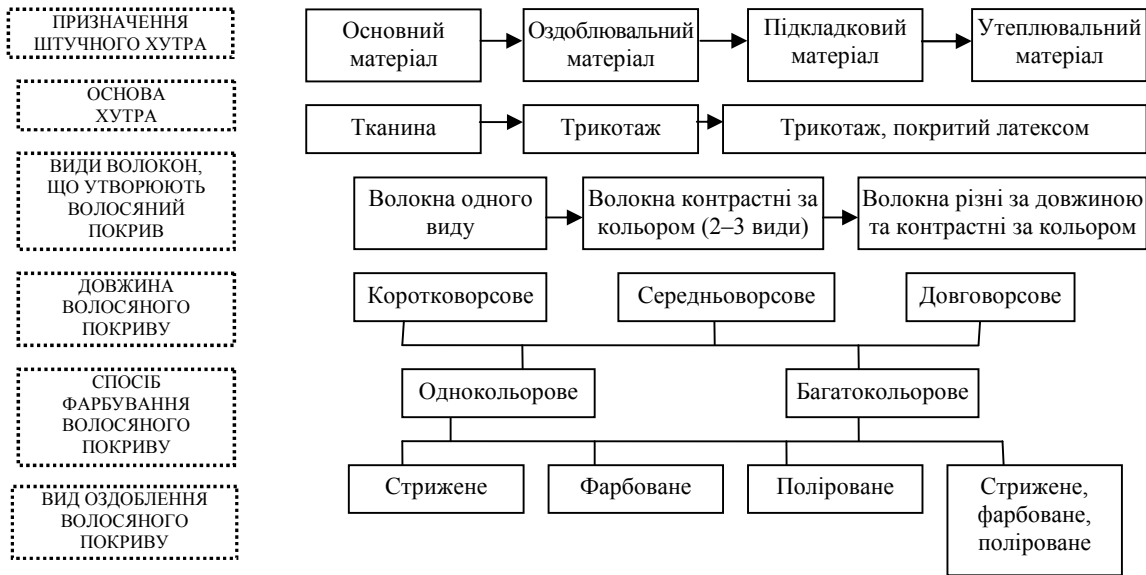 ПРИЗНАЧЕННЯ
ШТУЧНОГО ХУТРА
Основний
матеріал
Оздоблювальний
матеріал
Підкладковий
матеріал
Утеплювальний
матеріал
ОСНОВА
ХУТРА
Тканина
Трикотаж
Трикотаж, покритий латексом
ВИДИ ВОЛОКОН,
ЩО УТВОРЮЮТЬ
ВОЛОСЯНИЙ
ПОКРИВ
Волокна одного
виду
Волокна контрастні за
кольором (2–3 види)
Волокна різні за довжиною
та контрастні за кольором
ДОВЖИНА
ВОЛОСЯНОГО
ПОКРИВУ
Коротковорсове
Середньоворсове
Довговорсове
СПОСІБ
ФАРБУВАННЯ
ВОЛОСЯНОГО
ПОКРИВУ
Однокольорове
Багатокольорове
ВИД ОЗДОБЛЕННЯ
ВОЛОСЯНОГО
ПОКРИВУ
Стрижене
Фарбоване
Поліроване
Стрижене,
фарбоване,
поліроване